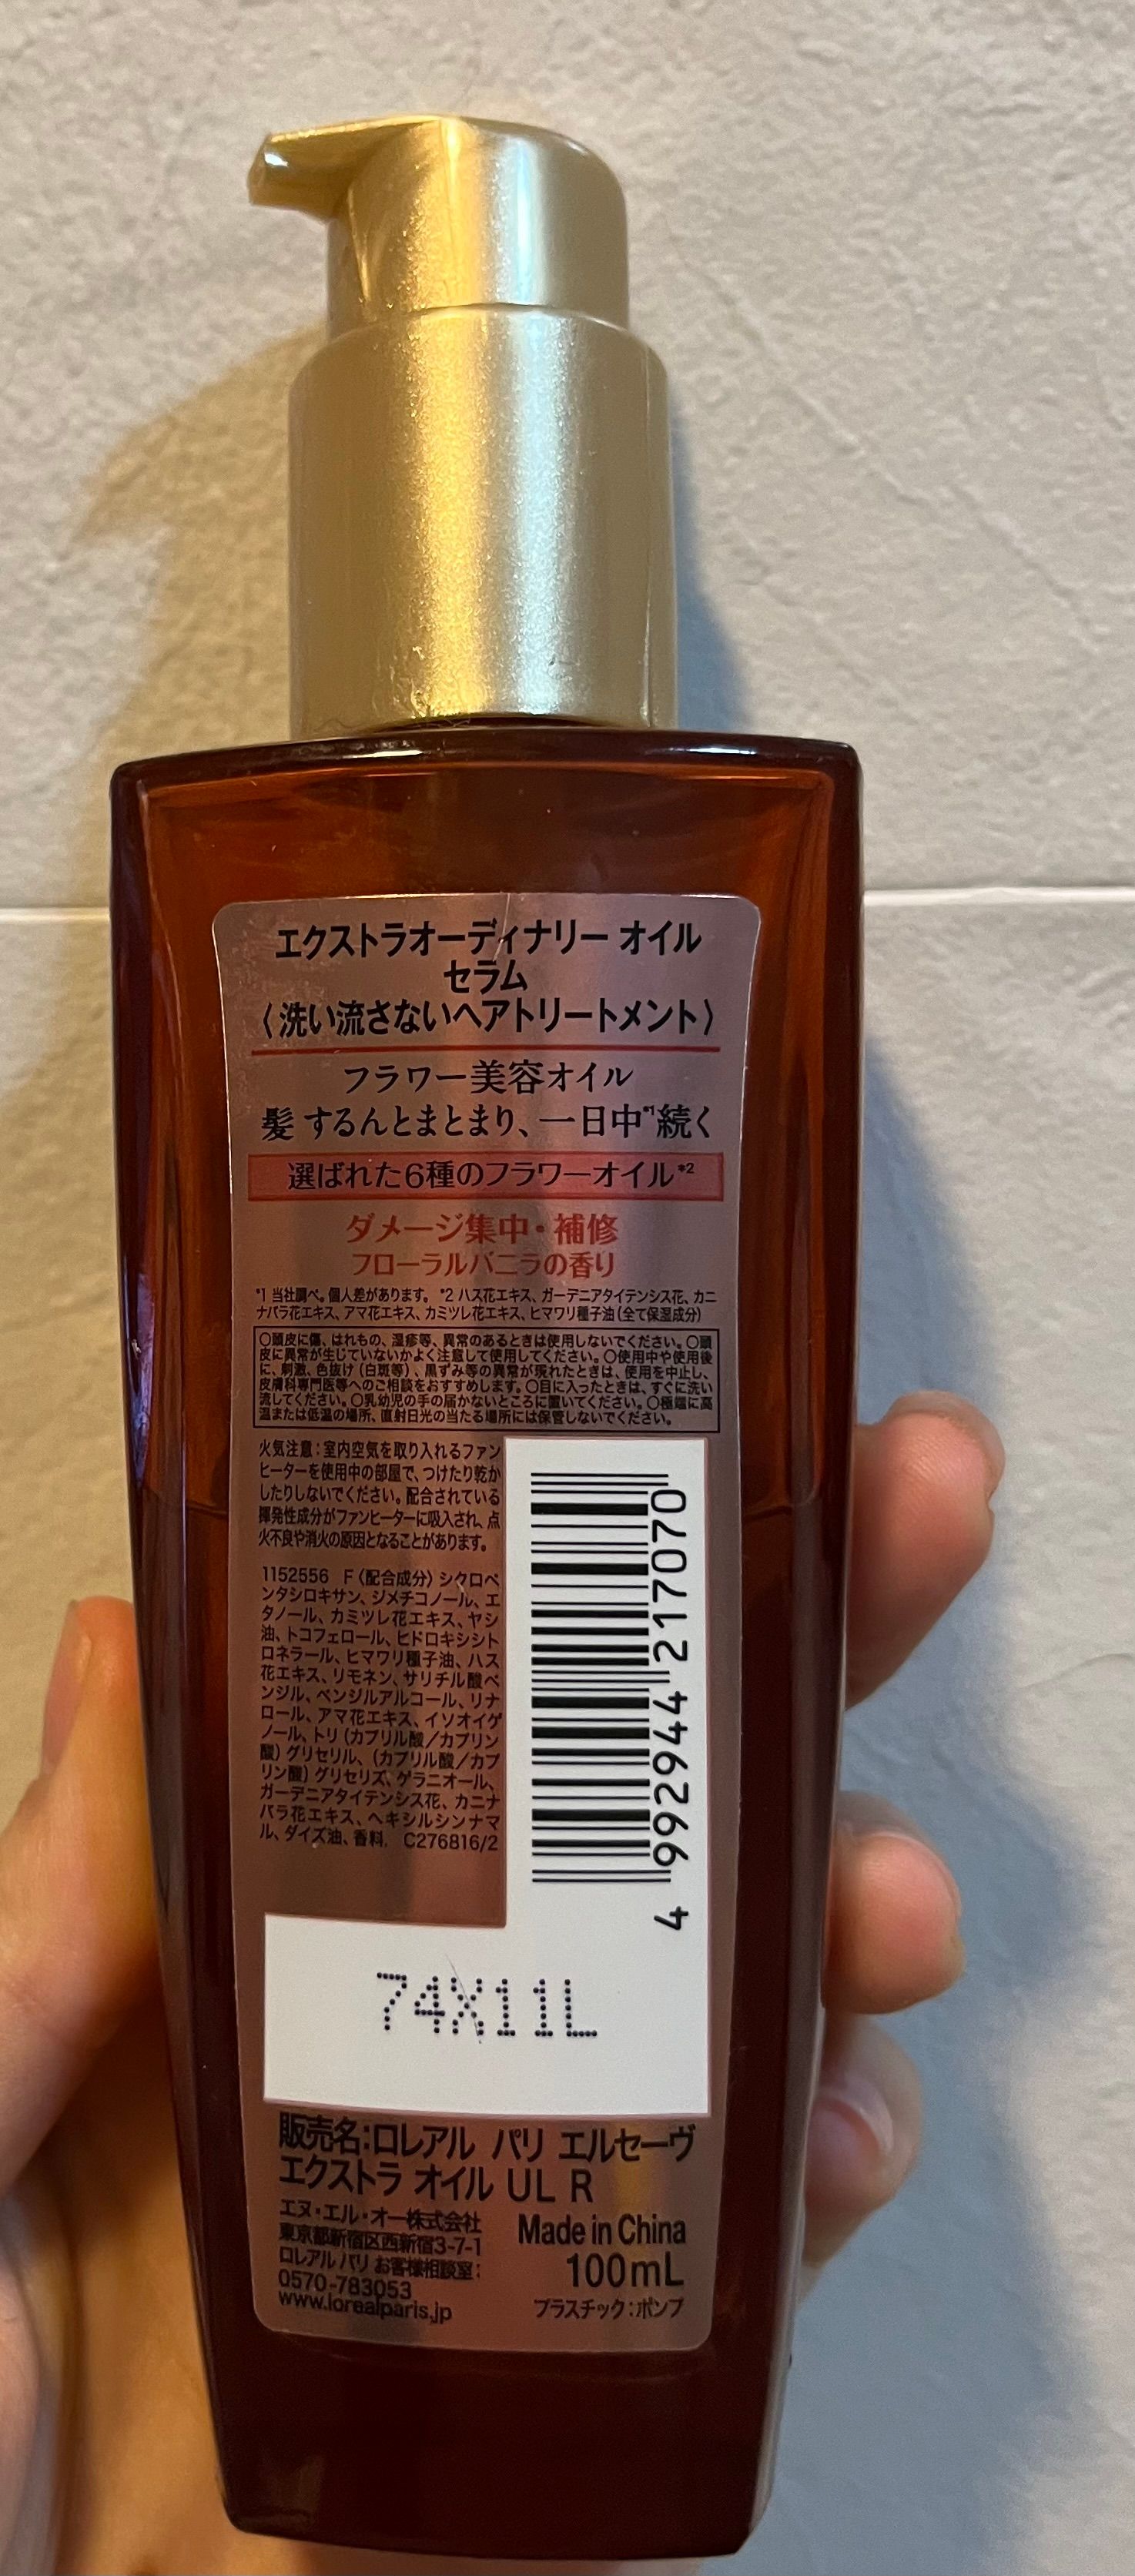 エクストラオーディナリー オイル
セラム
〈洗い流さないヘアトリートメント〉
フラワー美容オイル
髪 するんとまとまり、一日中*1続く
選ばれた6種のフラワーオイル*2
ダメージ集中・補修
フローラルバニラの香り
*1 当社調べ。個人差があります。 *2 ハス花エキス、ガーデニアタイテンシス花、カニ
ナバラ花エキス、アマ花エキス、カミツレ花エキス、ヒマワリ種子油(全て保湿成分)
〇頭皮に傷、はれもの、湿疹等、異常のあるときは使用しないでください。〇頭
皮に異常が生じていないかよく注意して使用してください。〇使用中や使用後
に、刺激、色抜け(白斑等)、黒ずみ等の異常が現れたときは、使用を中止し、
皮膚科専門医等へのご相談をおすすめします。〇目に入ったときは、すぐに洗い
流してください。〇乳幼児の手の届かないところに置いてください。〇極端に高
温または低温の場所、直射日光の当たる場所には保管しないでください。
火気注意：室内空気を取り入れるファン
ヒーターを使用中の部屋で、つけたり乾か
したりしないでください。配合されている
揮発性成分がファンヒーターに吸入され、点
火不良や消火の原因となることがあります。
1152556 F〈配合成分〉シクロペ
ンタシロキサン、ジメチコノール、エ
タノール、カミツレ花エキス、ヤシ
油、トコフェロール、ヒドロキシシト
ロネラール、ヒマワリ種子油、ハス
花エキス、リモネン、サリチル酸ベ
ンジル、ベンジルアルコール、リナ
ロール、アマ花エキス、イソオイゲ
ノール、トリ(カプリル酸／カプリン
酸)グリセリル、(カプリル酸／カプ
リン酸)グリセリズ、ゲラニオール、
ガーデニアタイテンシス花、カニナ
バラ花エキス、ヘキシルシンナマ
ル、ダイズ油、香料. C276816/2
070712 446299 4
74X11L
販売名：ロレアル パリ エルセーヴ
エクストラ オイル UL R
エヌ・エル・オー株式会社
東京都新宿区西新宿3-7-1
ロレアル パリ お客様相談室：
0570-783053
www.lorealparis.jp
Made in China
100mL
プラスチック：ポンプ